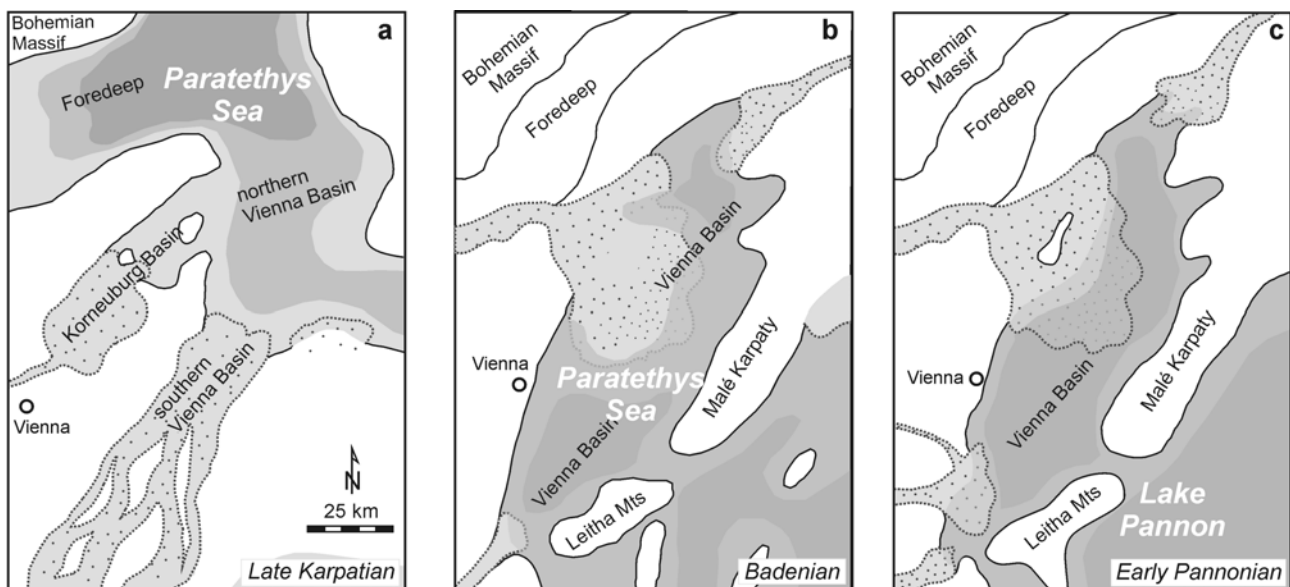 Bohemian
Massif
a
Foredeep
Paratethys
Sea
northern
Vienna Basin
Korneuburg Basin
southern
Vienna Basin
Vienna
N
25 km
Late Karpatian
b
Bohemian
Massif
Foredeep
Vienna Basin
Vienna
Paratethys
Sea
Malé Karpaty
Vienna Basin
Leitha Mts
Badenian
c
Bohemian
Massif
Foredeep
Vienna
Vienna Basin
Malé Karpaty
Leitha Mts
Lake
Pannon
Early Pannonian